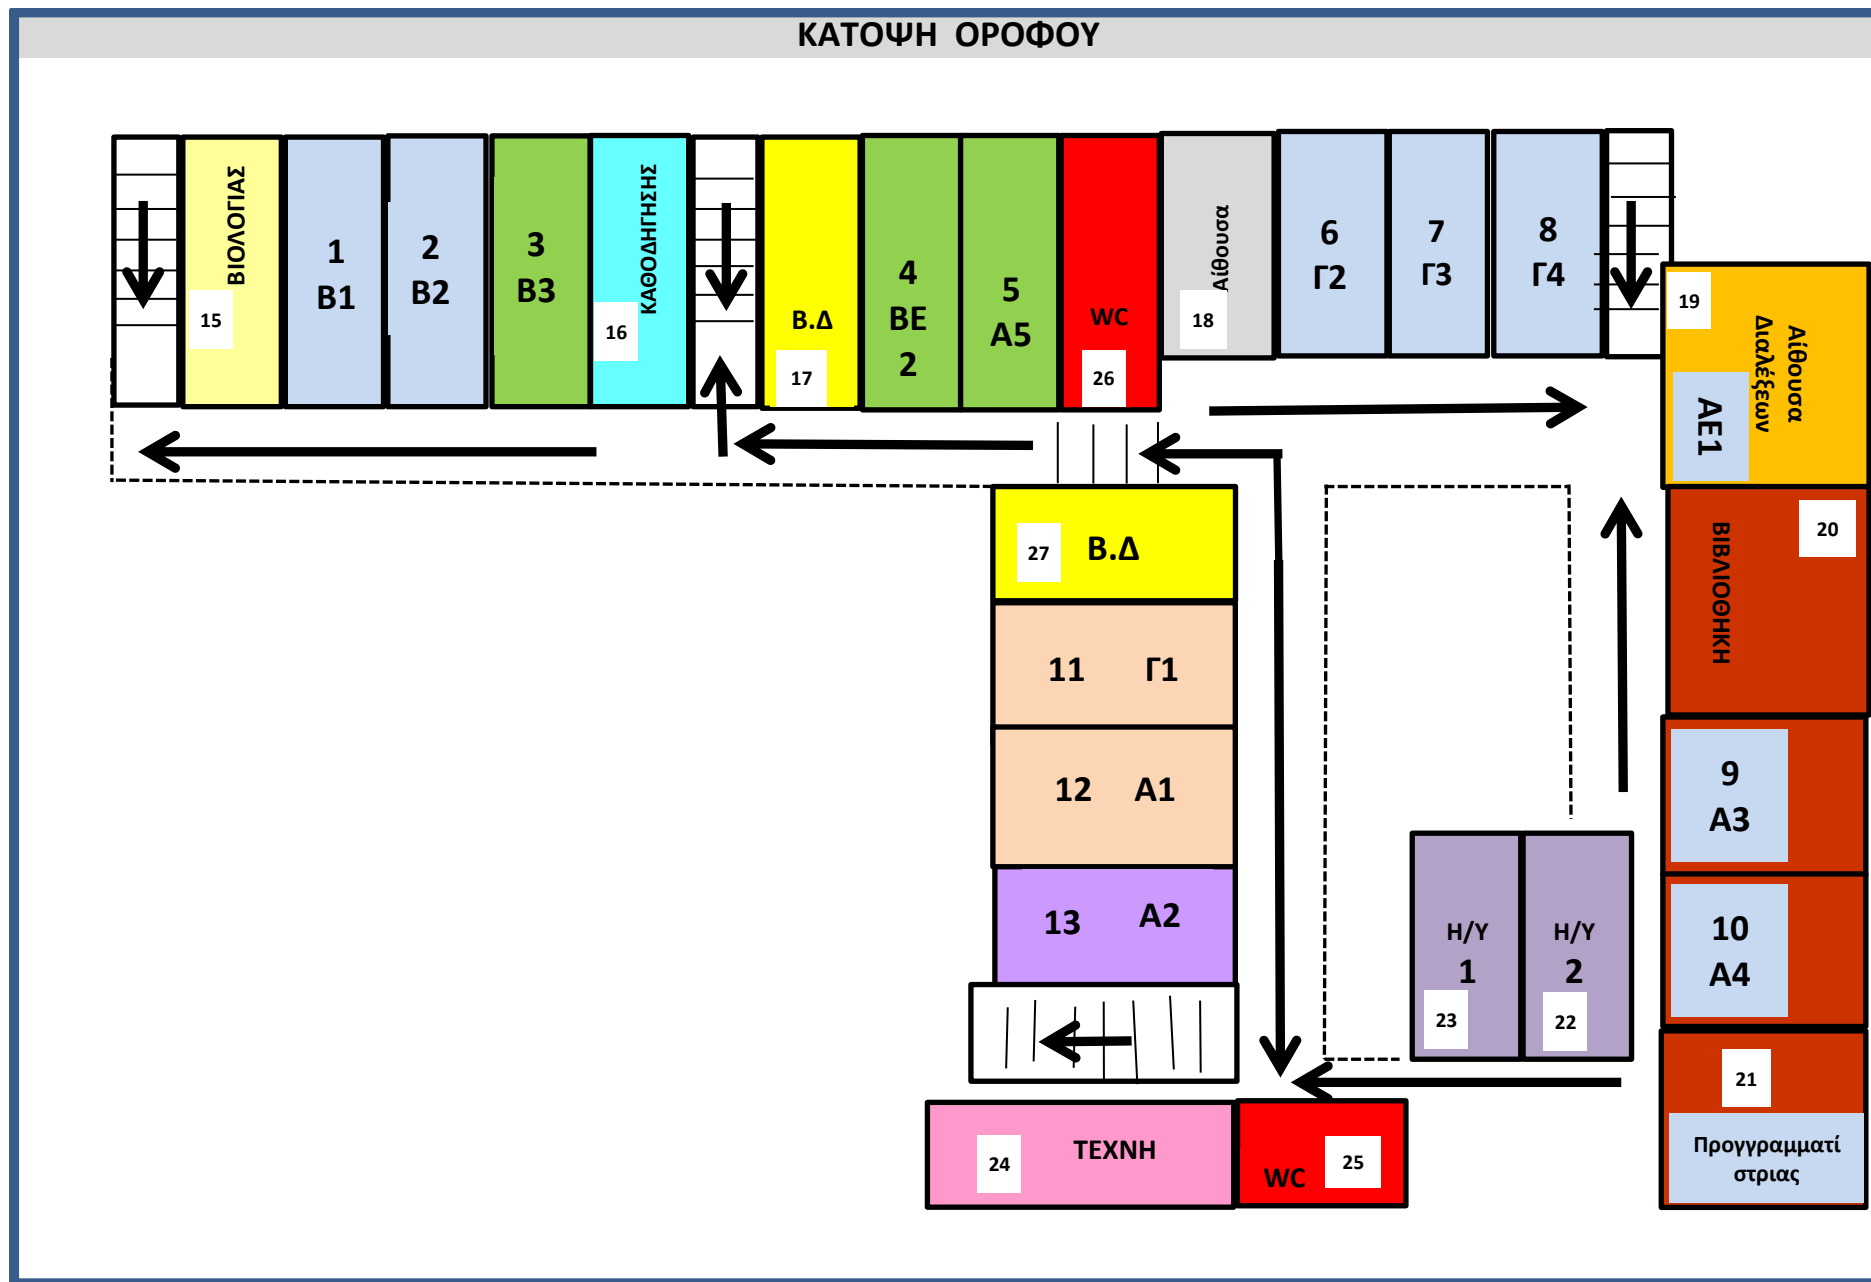 ΚΑΤΟΨΗ ΟΡΟΦΟΥ
ΒΙΟΛΟΓΙΑΣ
15
1
Β1
2
Β2
3
Β3
ΚΑΘΟΔΗΓΗΣΗΣ
16
Β.Δ
17
4
ΒΕ
2
5
Α5
WC
26
Αίθουσα
18
6
Γ2
7
Γ3
8
Γ4
19
Αίθουσα
Διαλέξεων
ΑΕ1
20
ΒΙΒΛΙΟΘΗΚΗ
27 Β.Δ
11 Γ1
12 Α1
13 Α2
9
Α3
10
Α4
Η/Υ
1
23
Η/Υ
2
22
21
Προγγραμματί
στριας
24 ΤΕΧΝΗ
WC 25